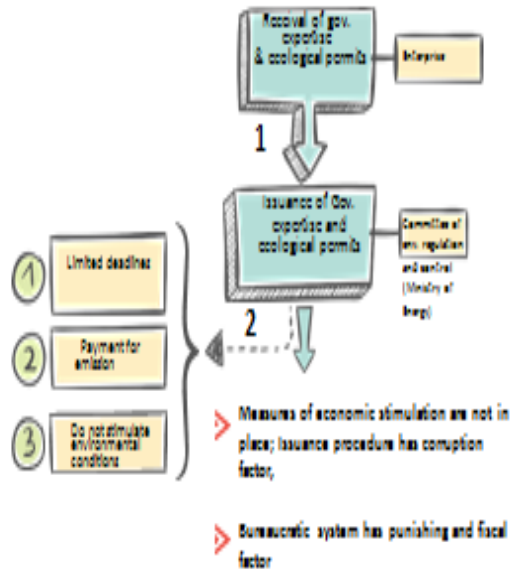 Receival of gov.
expertise
& ecological permits
Enterprise
1
Issuance of Gov.
expertise and
ecological permits
Committee of
env. regulation
and control
(Ministry of
Energy)
2
1
Limited deadlines
2
Payment for
emission
3
Do not stimulate
environmental
conditions
Measures of economic stimulation are not in
place; Issuance procedure has corruption
factor,
Bureaucratic system has punishing and fiscal
factor